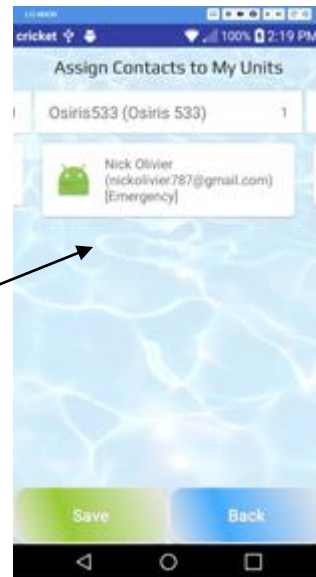 cricket 100% 2:19 PM
Assign Contacts to My Units
Osiris533 (Osiris 533) 1
Nick Olivier
(nickolivier787@gmail.com)
[Emergency]
Save Back